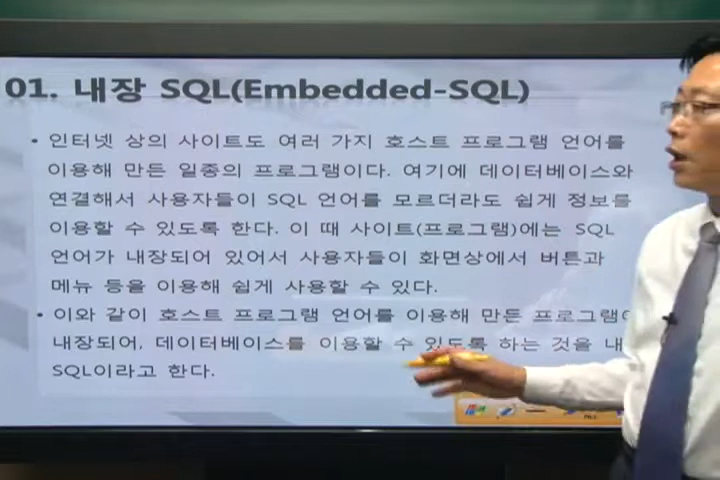 01. 내장 SQL(Embedded-SQL)
• 인터넷 상의 사이트도 여러 가지 호스트 프로그램 언어를
이용해 만든 일종의 프로그램이다. 여기에 데이터베이스와
연결해서 사용자들이 SQL 언어를 모르더라도 쉽게 정보를
이용할 수 있도록 한다. 이 때 사이트(프로그램)에는 SQL
언어가 내장되어 있어서 사용자들이 화면상에서 버튼과
메뉴 등을 이용해 쉽게 사용할 수 있다.
• 이와 같이 호스트 프로그램 언어를 이용해 만든 프로그램
내장되어, 데이터베이스를 이용할 수 있도록 하는 것을 내
SQL이라고 한다.